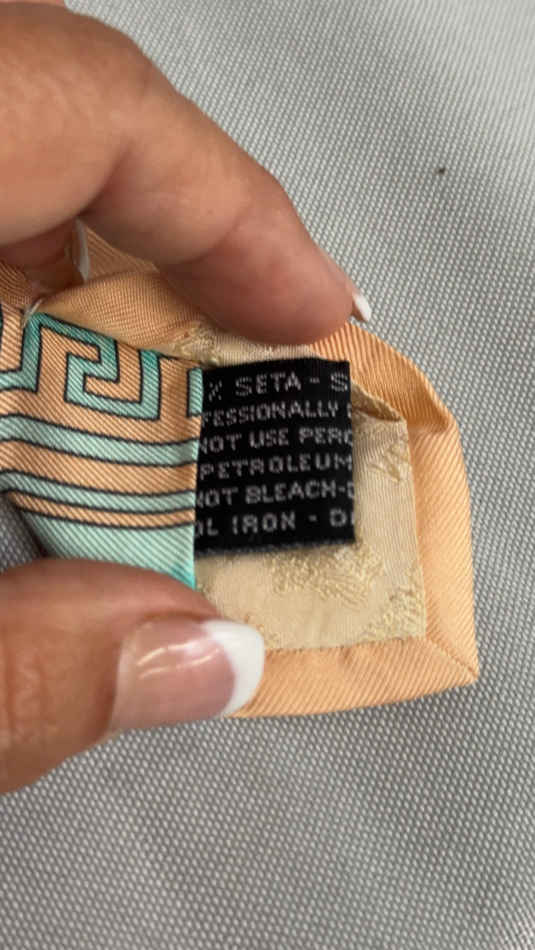 % SETA - S
FESSIONALLY
NOT USE PERC
PETROLEUM
NOT BLEACH-
OL IRON - D